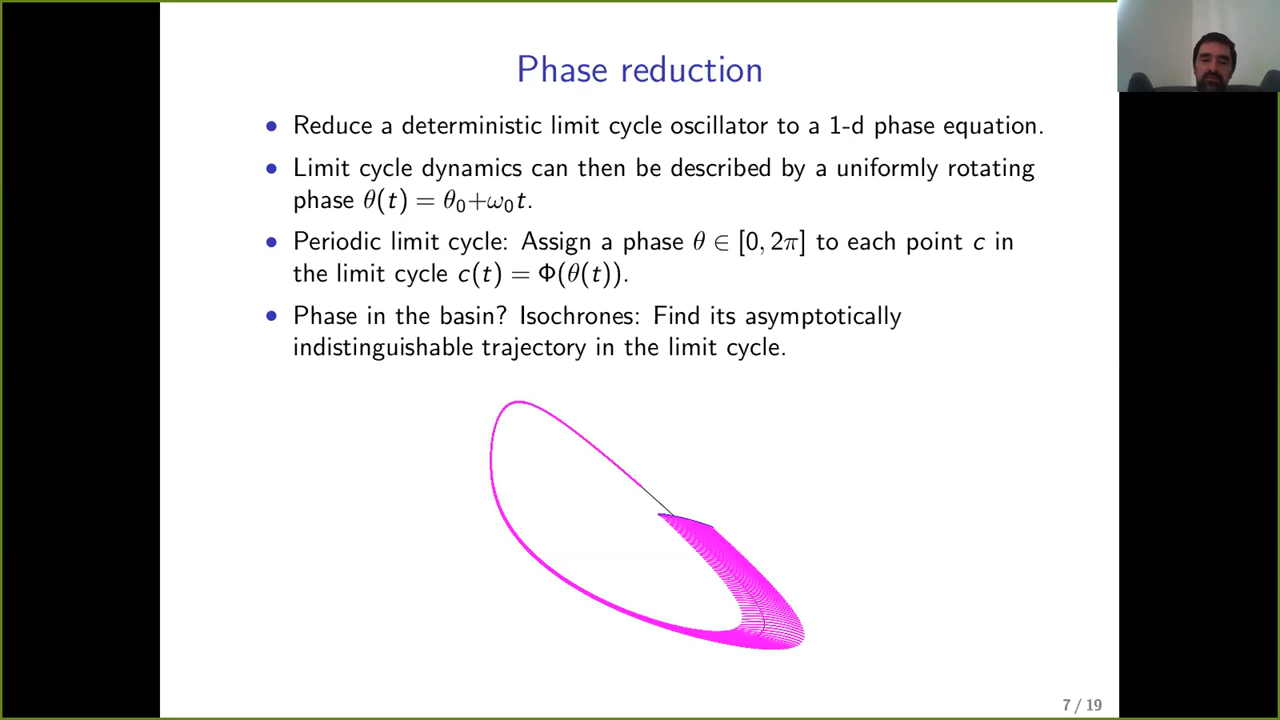 Phase reduction
• Reduce a deterministic limit cycle oscillator to a 1-d phase equation.
• Limit cycle dynamics can then be described by a uniformly rotating
phase θ(t) = θ₀+ω₀t.
• Periodic limit cycle: Assign a phase θ ∈ [0, 2π] to each point c in
the limit cycle c(t) = Φ(θ(t)).
• Phase in the basin? Isochrones: Find its asymptotically
indistinguishable trajectory in the limit cycle.
7 / 19